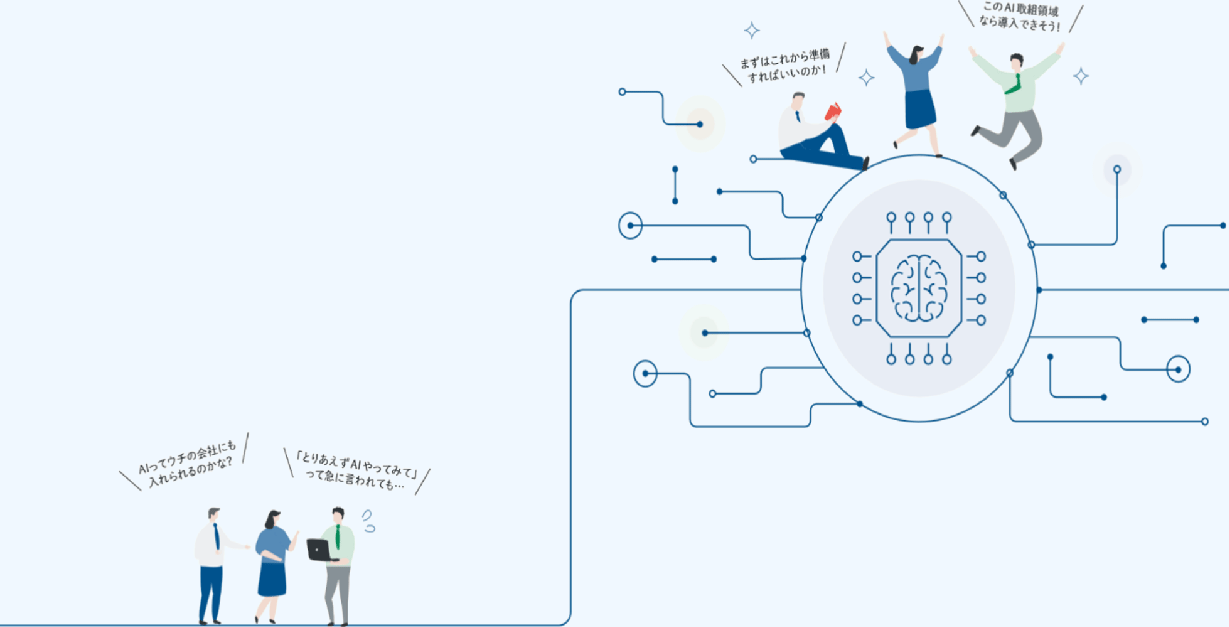 このAI取組領域
なら導入できそう!
まずはこれから準備
すればいいのか!
AIってウチの会社にも
入れられるのかな?
「とりあえずAIやってみて」
って急に言われても…